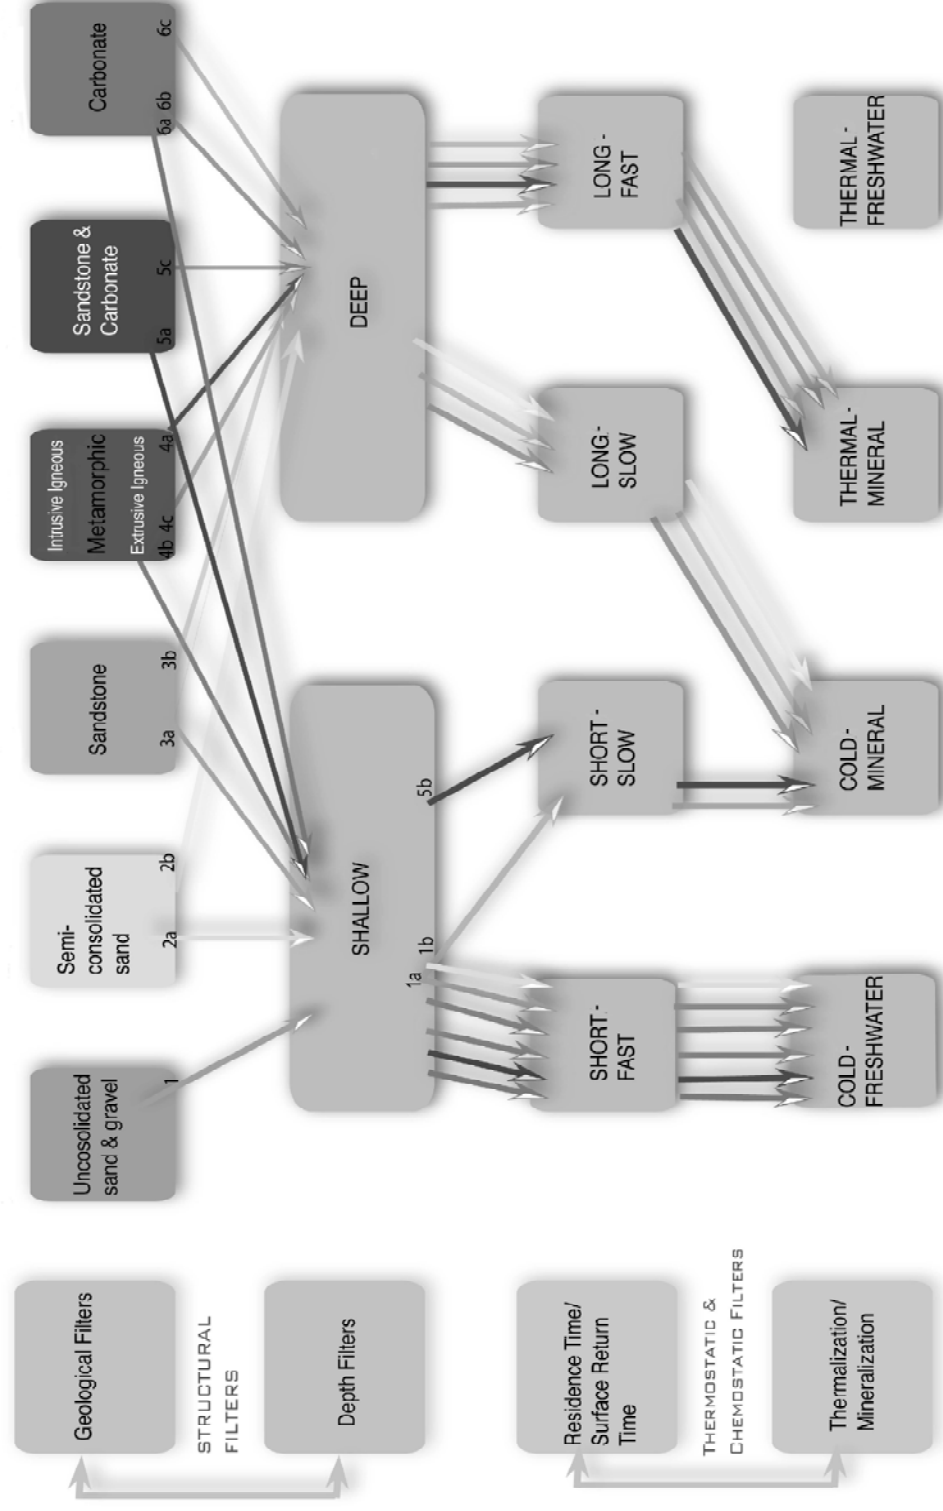 Geological Filters
Uncosolidated
sand & gravel
1
Semi-
consolidated
sand
2a
2b
Sandstone
3a
3b
Intrusive Igneous
Metamorphic
Extrusive Igneous
4b 4c
4a
Sandstone &
Carbonate
5a
5c
Carbonate
6a 6b
6c
STRUCTURAL
FILTERS
Depth Filters
SHALLOW
DEEP
1a
1b
5b
Residence Time/
Surface Return
Time
SHORT-
FAST
SHORT-
SLOW
LONG-
SLOW
LONG-
FAST
THERMOSTATIC &
CHEMOSTATIC FILTERS
Thermalization/
Mineralization
COLD-
FRESHWATER
COLD-
MINERAL
THERMAL-
MINERAL
THERMAL-
FRESHWATER